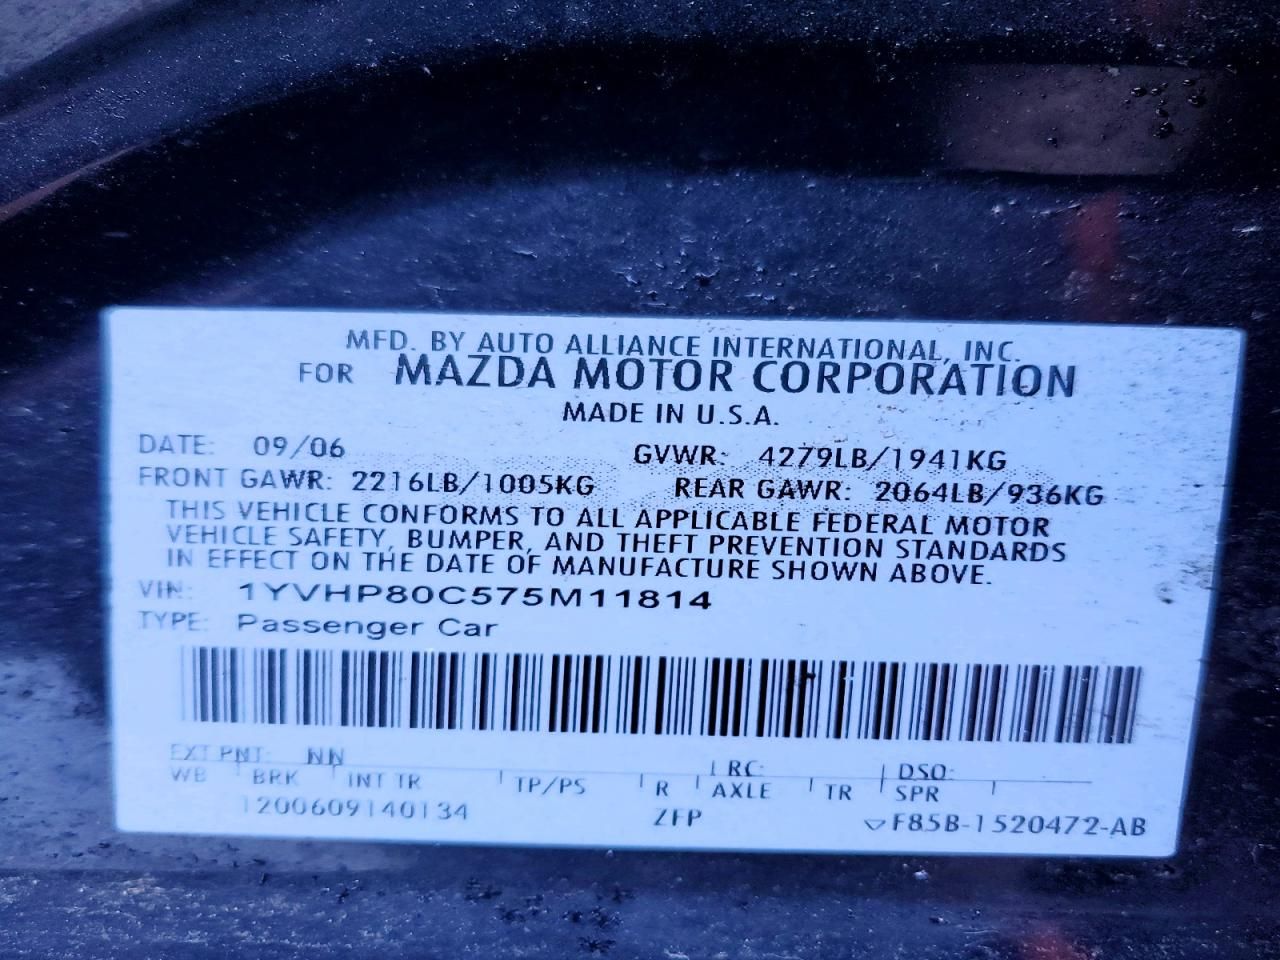 MFD. BY AUTO ALLIANCE INTERNATIONAL, INC.
FOR MAZDA MOTOR CORPORATION
MADE IN U.S.A.
DATE: 09/06 GVWR: 4279LB/1941KG
FRONT GAWR: 2216LB/1005KG REAR GAWR: 2064LB/936KG
THIS VEHICLE CONFORMS TO ALL APPLICABLE FEDERAL MOTOR
VEHICLE SAFETY, BUMPER, AND THEFT PREVENTION STANDARDS
IN EFFECT ON THE DATE OF MANUFACTURE SHOWN ABOVE.
VIN: 1YVHP80C575M11814
TYPE: Passenger Car
EXT PNT: NN RC: DSO:
WB BRK INT TR TP/PS R AXLE TR SPR
1200609140134 ZFP F85B-1520472-AB